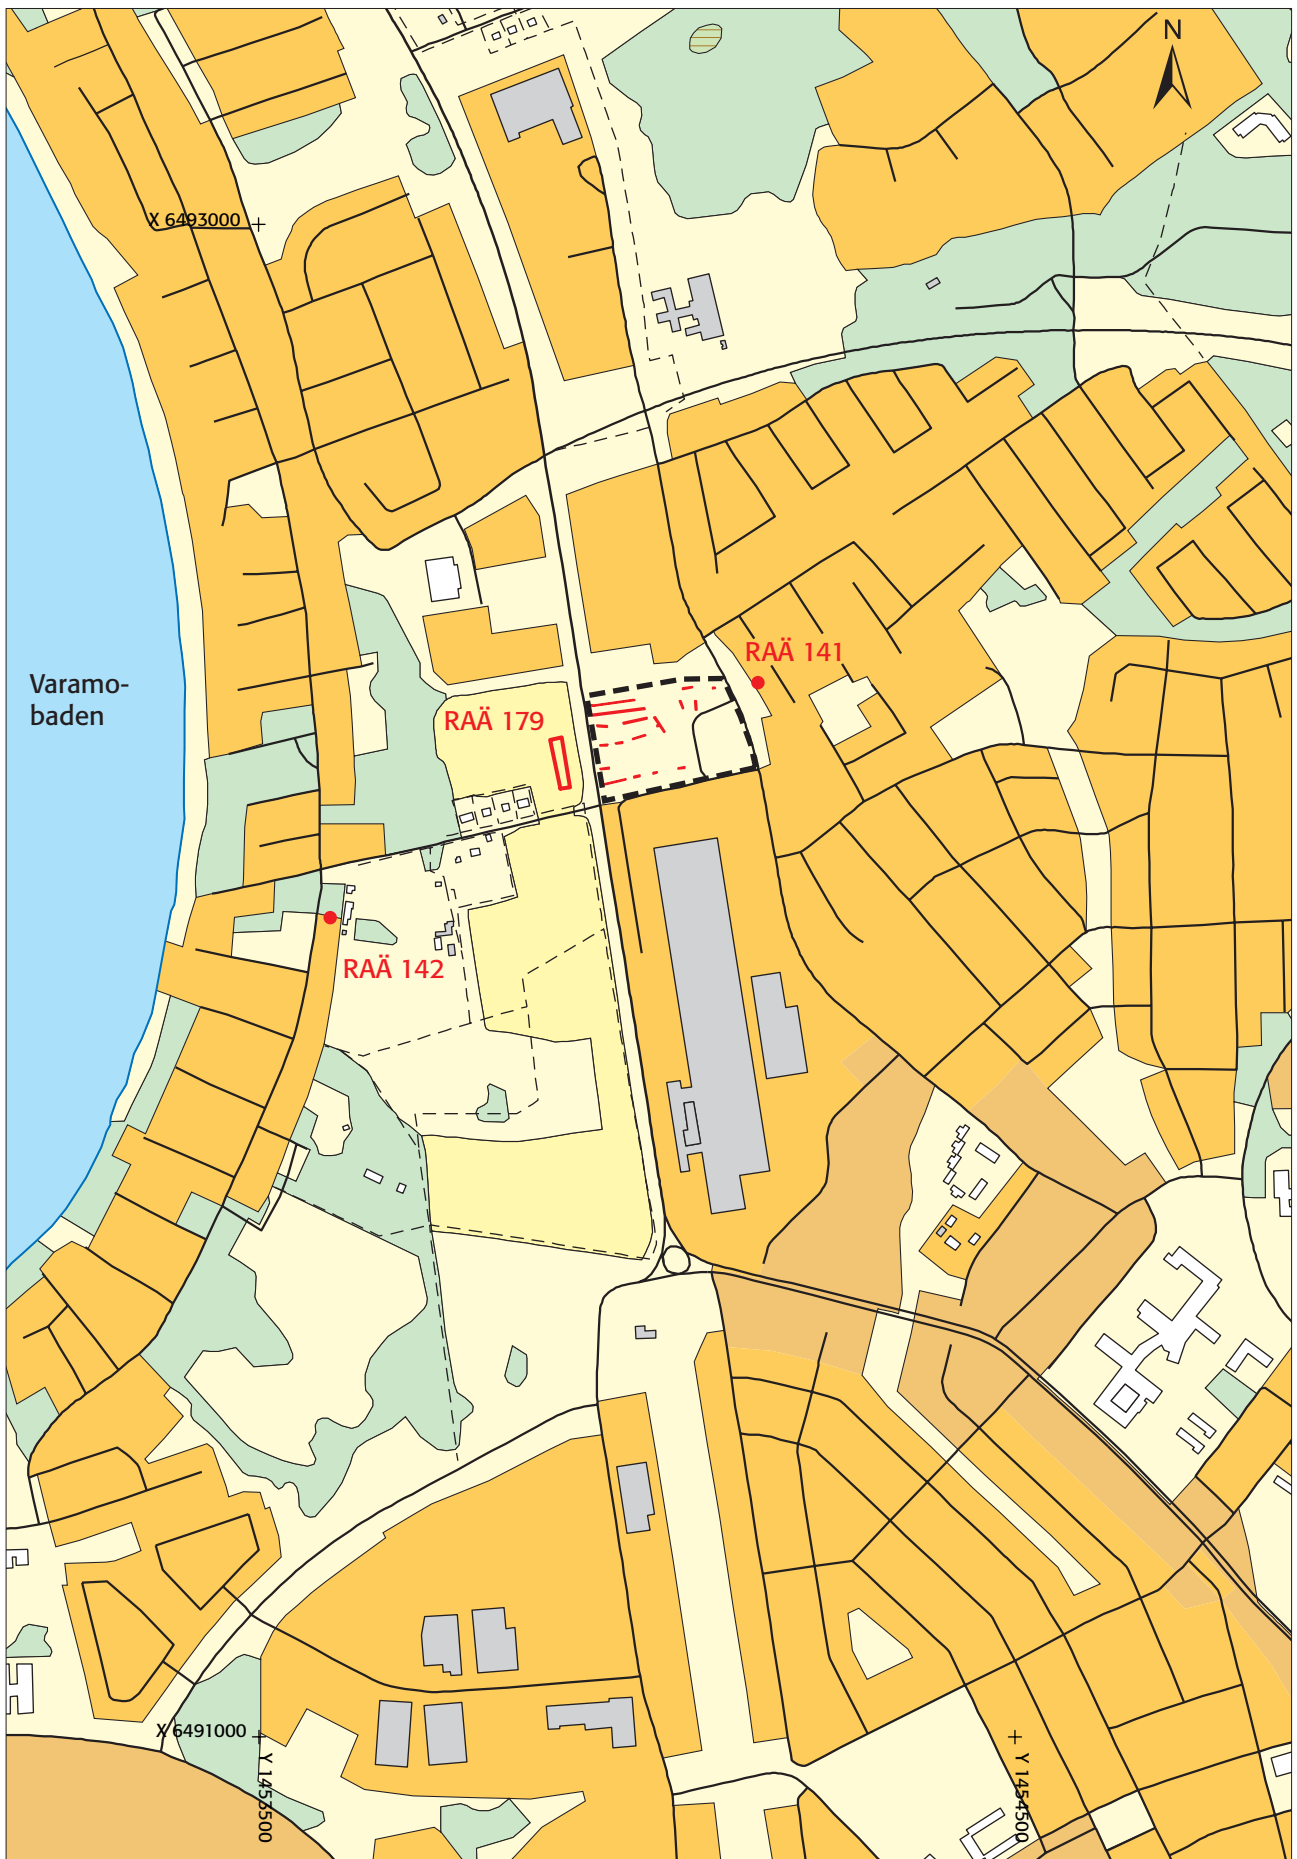 N
X 6493000
RAÄ 141
Varamo-
baden
RAÄ 179
RAÄ 142
X 6491000
Y 1453500
Y 1454500